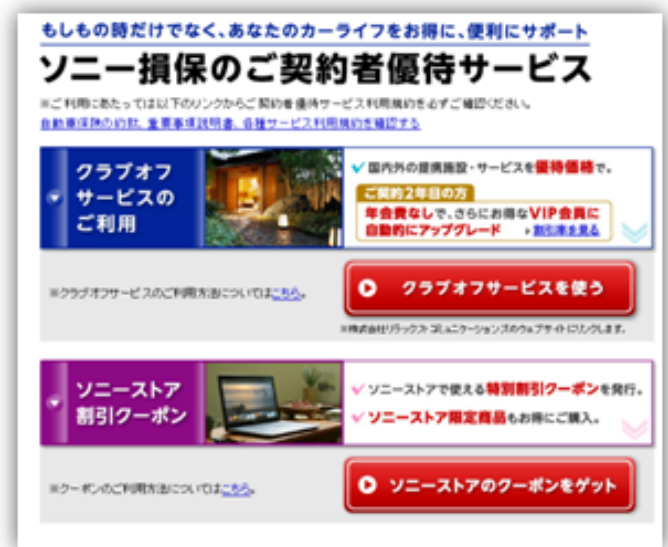 もしもの時だけでなく、あなたのカーライフをお得に、便利にサポート
ソニー損保のご契約者優待サービス
※ご利用にあたっては以下のリンクからご契約者優待サービス利用規約を必ずご確認ください。
自動車保険の約款、重要事項説明書、各種サービス利用規約を確認する
クラブオフ
サービスの
ご利用
国内外の提携施設・サービスを優待価格で。
ご契約2年目の方
年会費なしで、さらにお得なVIP会員に
自動的にアップグレード 割引率を見る
※クラブオフサービスのご利用方法についてはこちら。
クラブオフサービスを使う
※株式会社リラックス・コミュニケーションズのウェブサイトにリンクします。
ソニーストア
割引クーポン
ソニーストアで使える特別割引クーポンを発行。
ソニーストア限定商品もお得にご購入。
※クーポンのご利用方法についてはこちら。
ソニーストアのクーポンをゲット